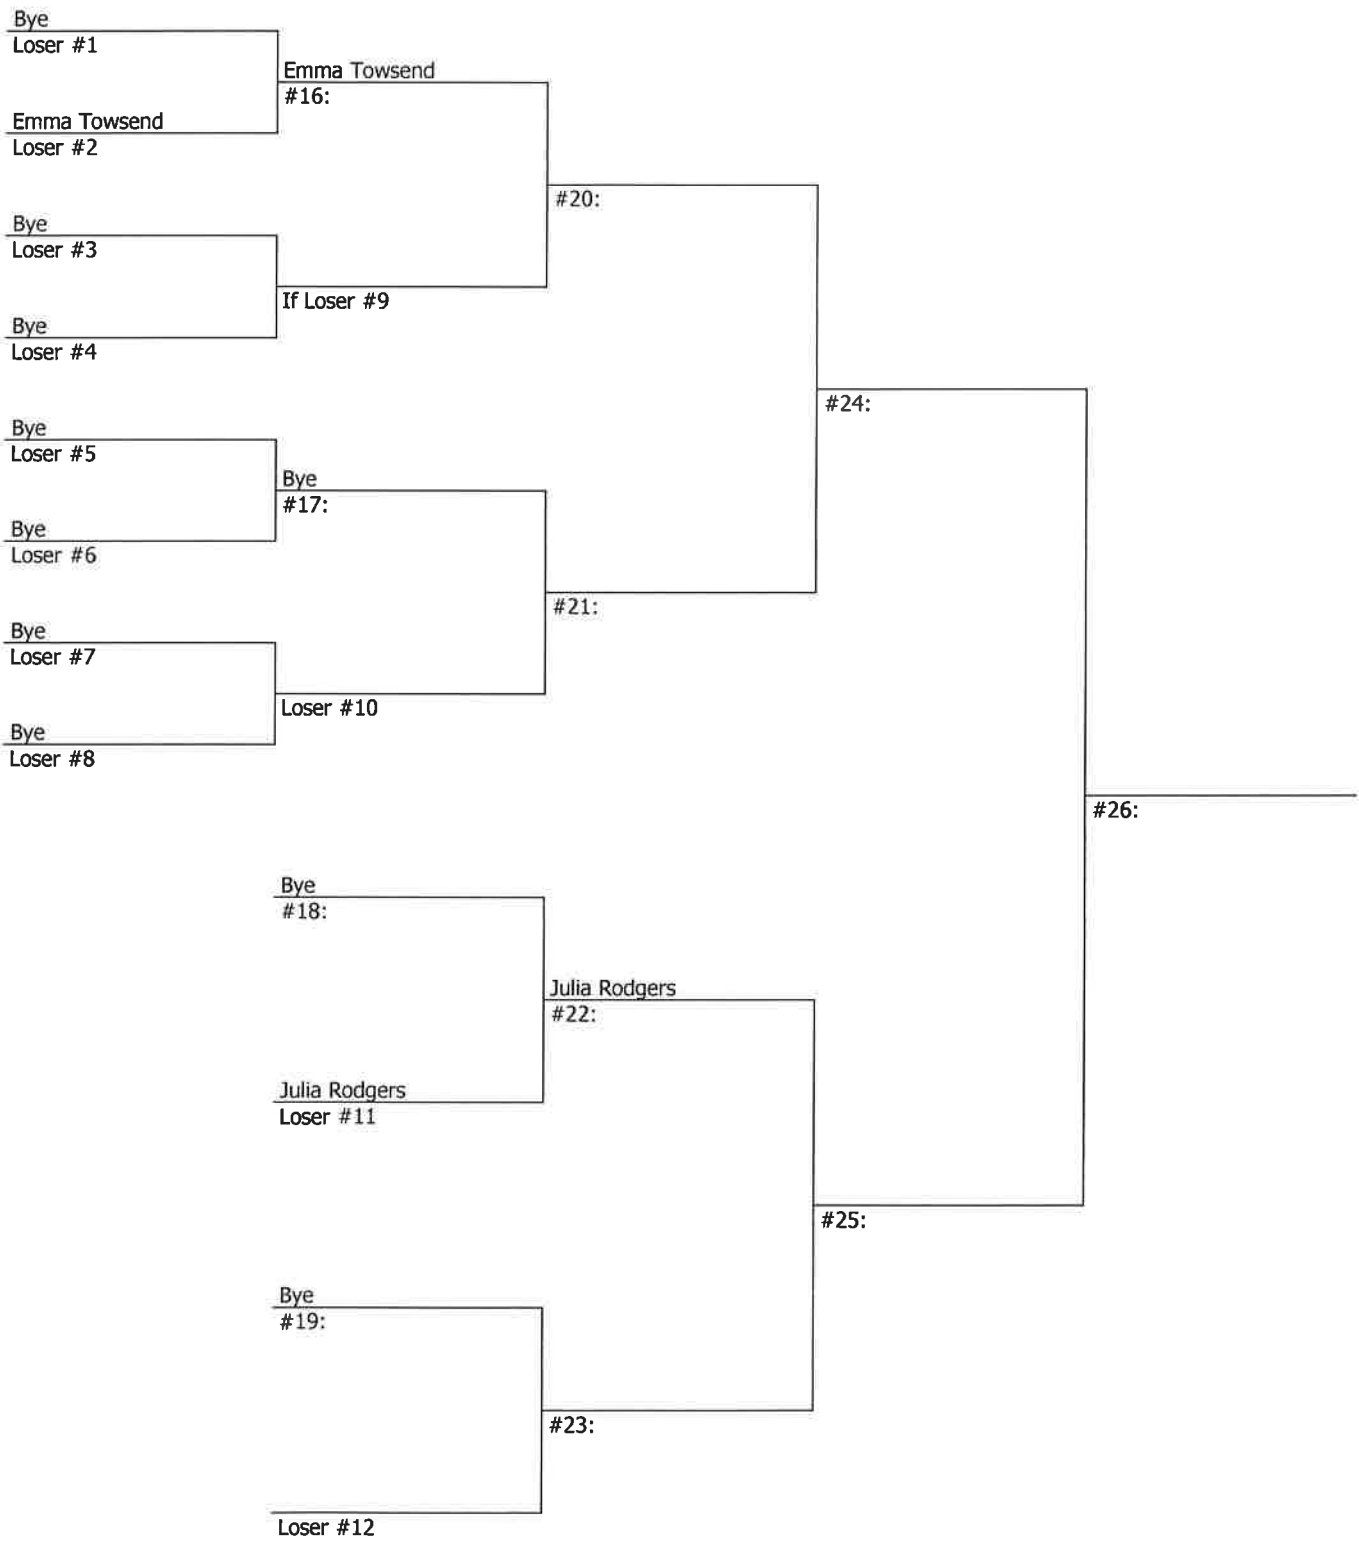 Bye
Loser #1
Emma Towsend
#16:
Emma Towsend
Loser #2
#20:
Bye
Loser #3
If Loser #9
Bye
Loser #4
#24:
Bye
Loser #5
Bye
#17:
Bye
Loser #6
#21:
Bye
Loser #7
Loser #10
Bye
Loser #8
#26:
Bye
#18:
Julia Rodgers
#22:
Julia Rodgers
Loser #11
#25:
Bye
#19:
#23:
Loser #12